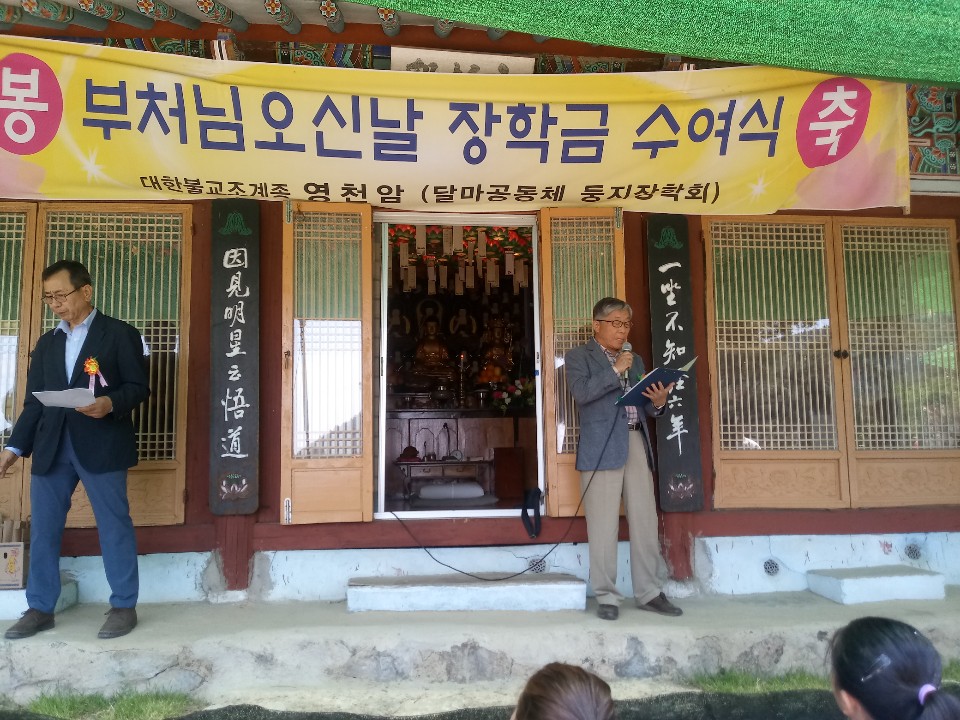 봉 부처님오신날 장학금 수여식 축
대한불교조계종 영천암 (달마공동체 둥지장학회)
因見明星云悟道
一坐不知 六年